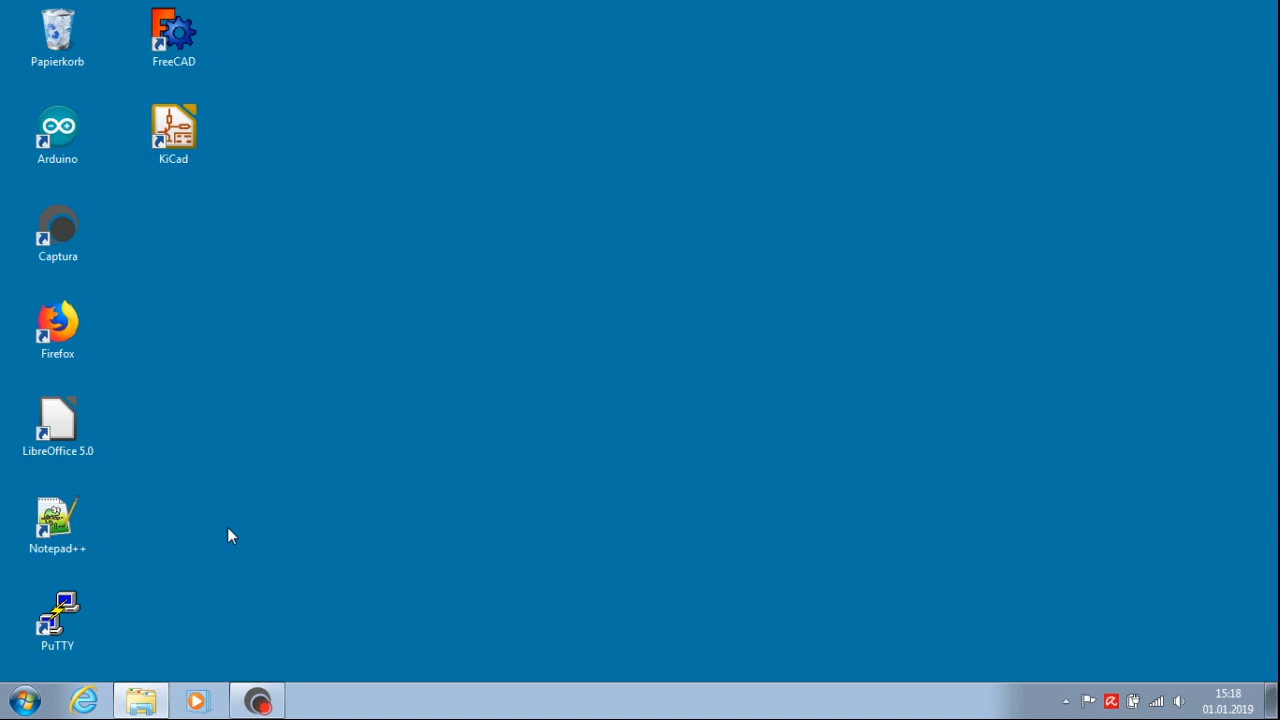 Papierkorb
FreeCAD
Arduino
KiCad
Captura
Firefox
LibreOffice 5.0
Notepad++
PuTTY
15:18
01.01.2019